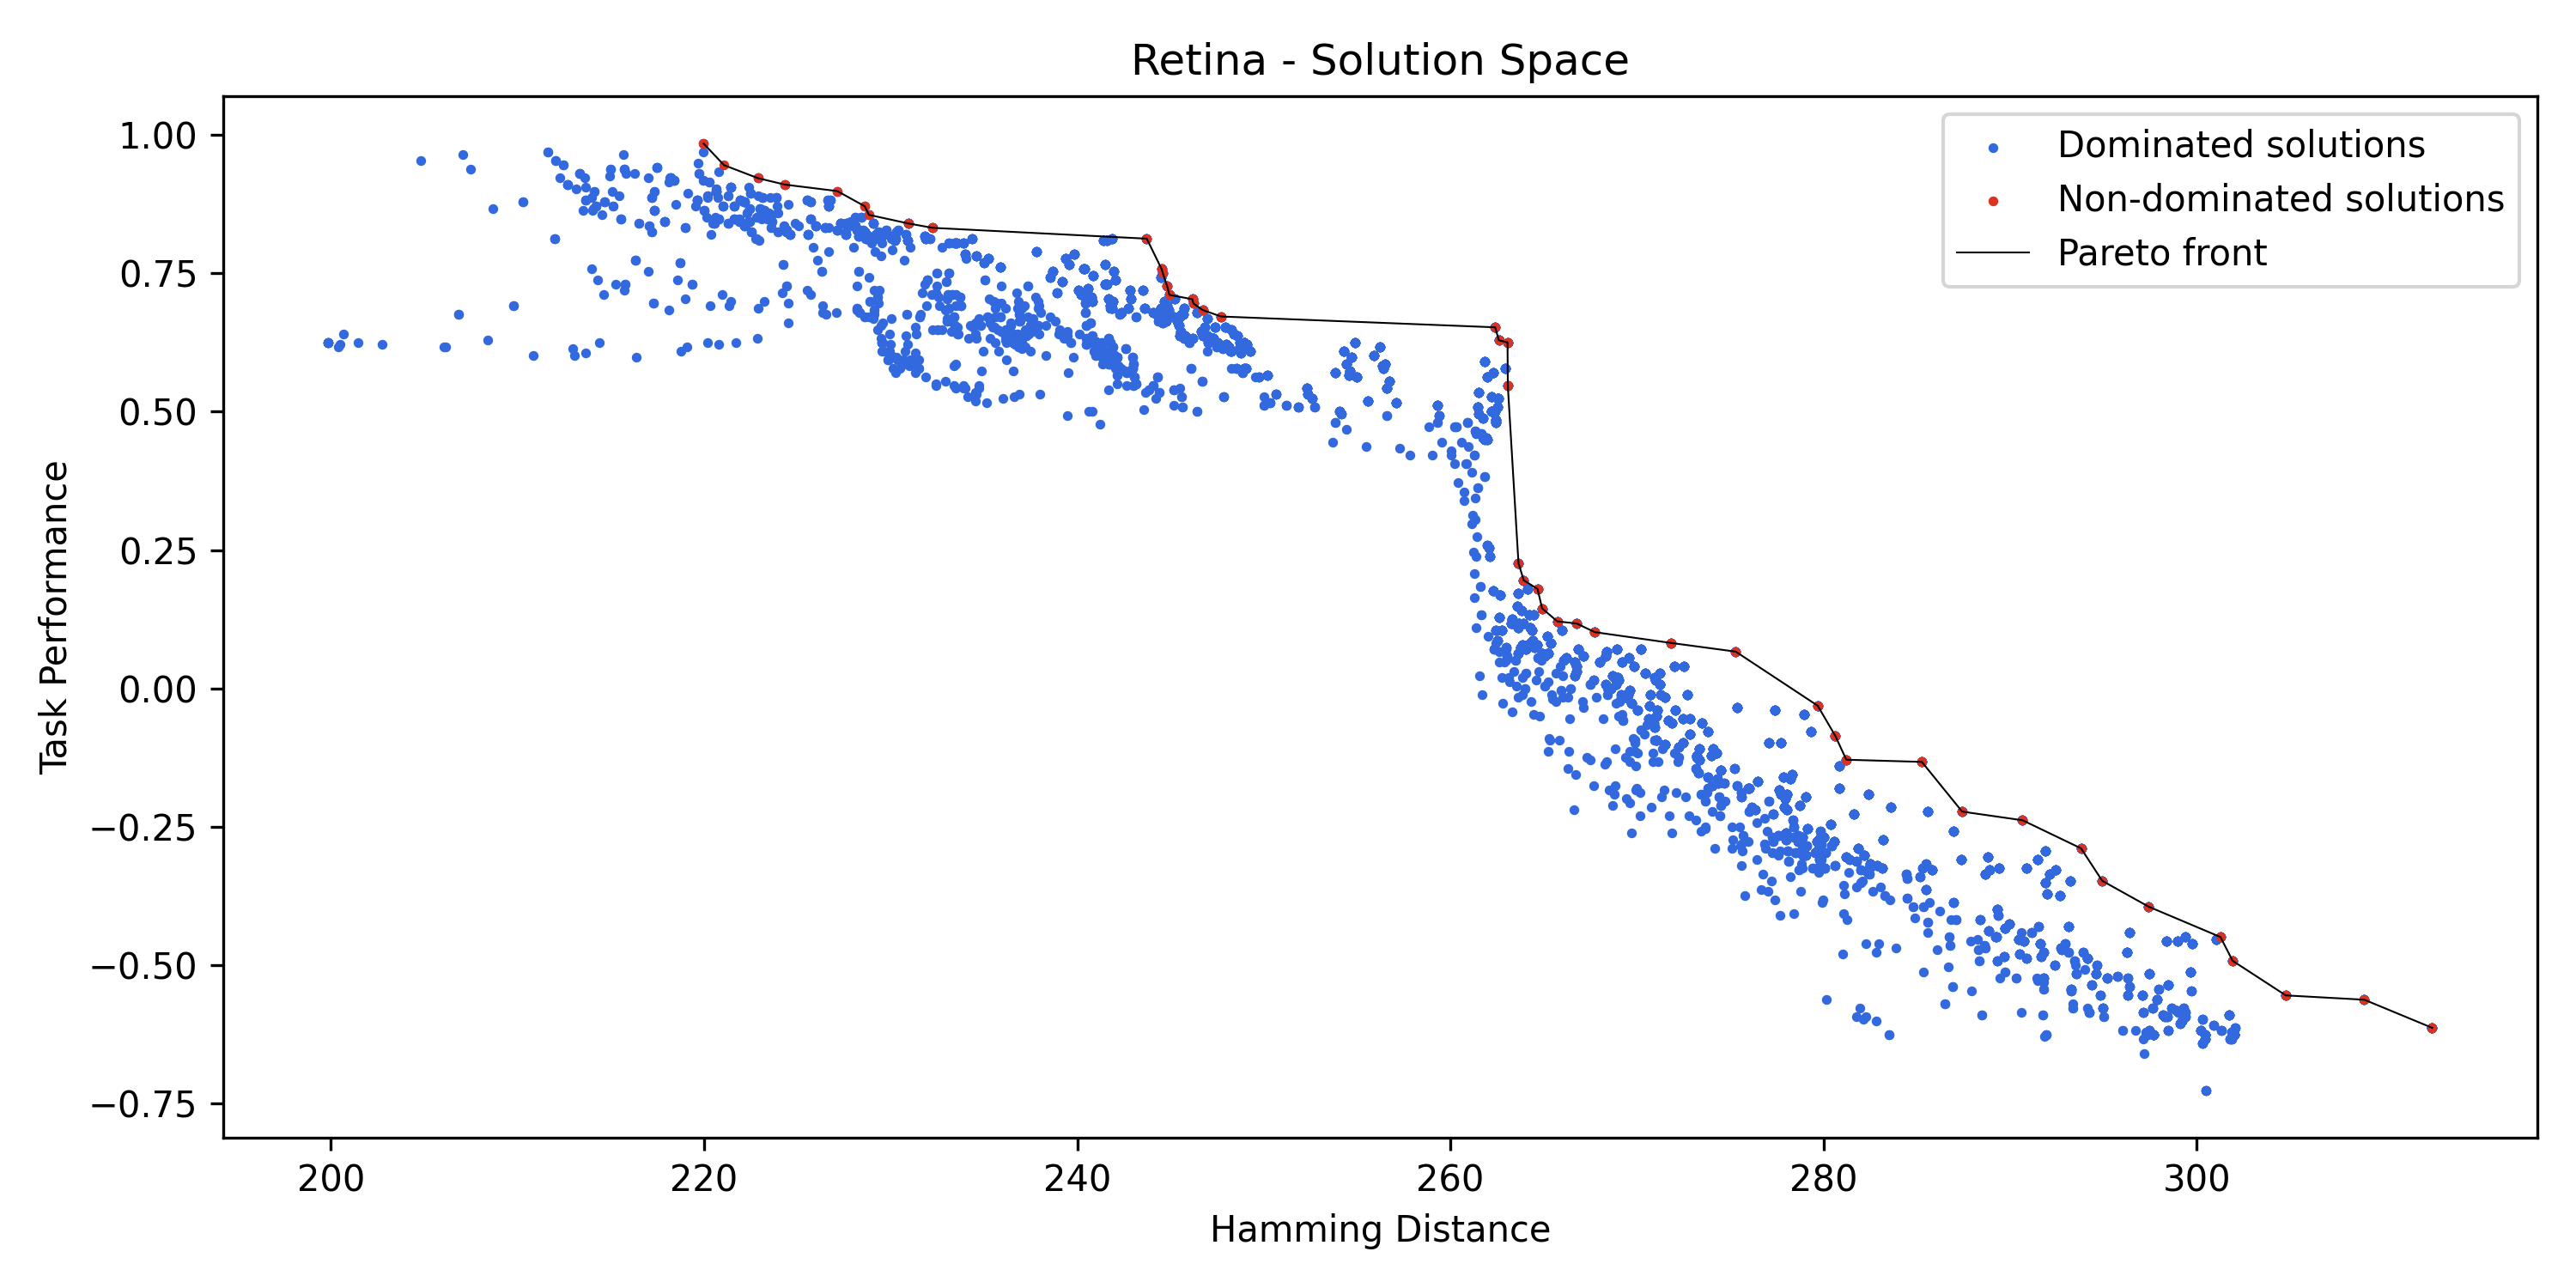 Retina - Solution Space
Dominated solutions
Non-dominated solutions
Pareto front
Task Performance
1.00
0.75
0.50
0.25
0.00
−0.25
−0.50
−0.75
200 220 240 260 280 300
Hamming Distance